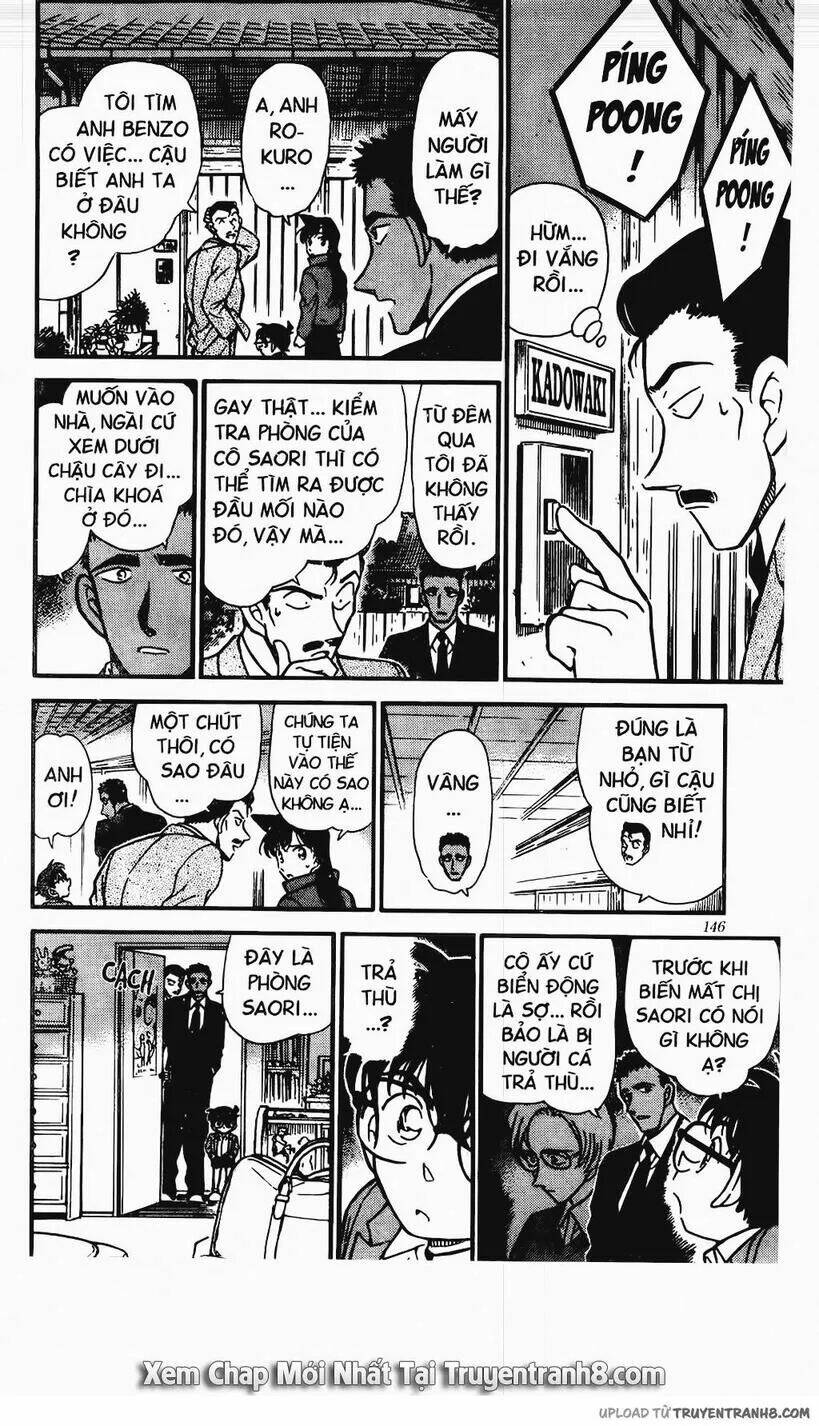 PÍNG
POONG
!
PÍNG
POONG
!
HỪM...
ĐI VẮNG
RỒI...
KADOWAKI
MẤY
NGƯỜI
LÀM GÌ
THẾ?
A, ANH
RO-
KURO
...
TÔI TÌM
ANH BENZO
CÓ VIỆC... CẬU
BIẾT ANH TA
Ở ĐÂU
KHÔNG
?
TỪ ĐÊM
QUA
TÔI ĐÃ
KHÔNG
THẤY
RỒI.
GAY THẬT... KIỂM
TRA PHÒNG CỦA
CÔ SAORI THÌ CÓ
THỂ TÌM RA ĐƯỢC
ĐẦU MỐI NÀO
ĐÓ, VẬY MÀ...
MUỐN VÀO
NHÀ, NGÀI CỨ
XEM DƯỚI
CHẬU CÂY ĐI...
CHÌA KHOÁ
Ở ĐÓ...
ĐÚNG LÀ
BẠN TỪ
NHỎ, GÌ CẬU
CŨNG BIẾT
NHỈ!
VÂNG
...
CHÚNG TA
TỰ TIỆN
VÀO THẾ
NÀY CÓ SAO
KHÔNG Ạ...
MỘT CHÚT
THÔI, CÓ
SAO ĐÂU
...
ANH
ƠI!
146
TRƯỚC KHI
BIẾN MẤT CHỊ
SAORI CÓ NÓI
GÌ KHÔNG
Ạ?
CÔ ẤY CỨ
BIỂN ĐỘNG
LÀ SỢ... RỒI
BẢO LÀ BỊ
NGƯỜI CÁ
TRẢ THÙ...
TRẢ
THÙ
...?
ĐÂY LÀ
PHÒNG
SAORI...
CẠCH
Xem Chap Mới Nhất Tại Truyentranh8.com
UPLOAD TỪ TRUYENTRANH8.COM